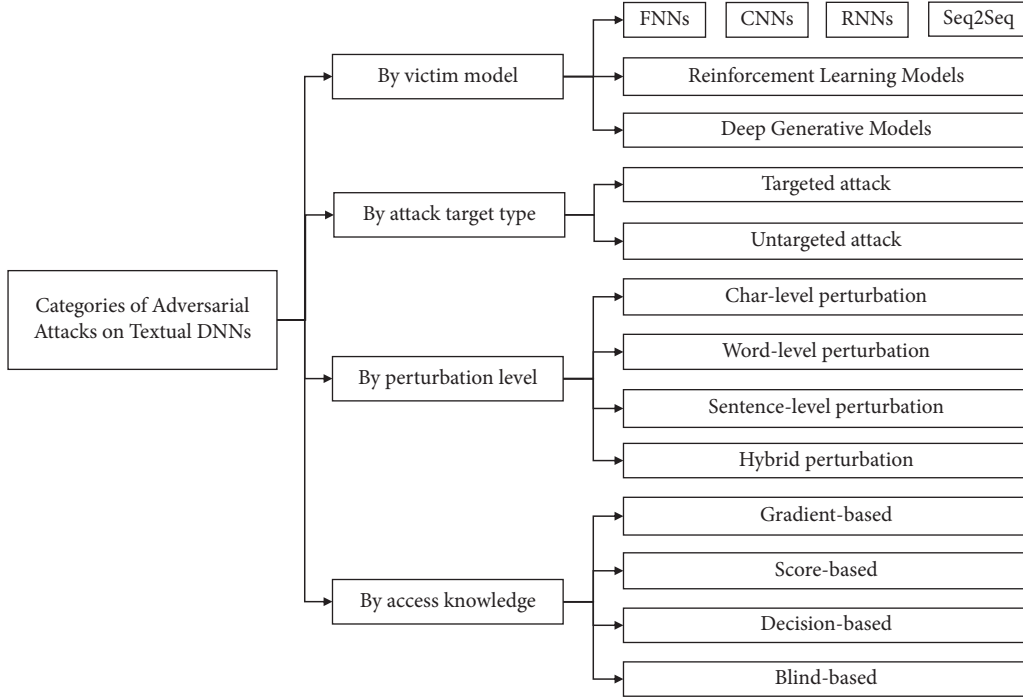 Categories of Adversarial
Attacks on Textual DNNs
By victim model
FNNs
CNNs
RNNs
Seq2Seq
Reinforcement Learning Models
Deep Generative Models
By attack target type
Targeted attack
Untargeted attack
By perturbation level
Char-level perturbation
Word-level perturbation
Sentence-level perturbation
Hybrid perturbation
By access knowledge
Gradient-based
Score-based
Decision-based
Blind-based